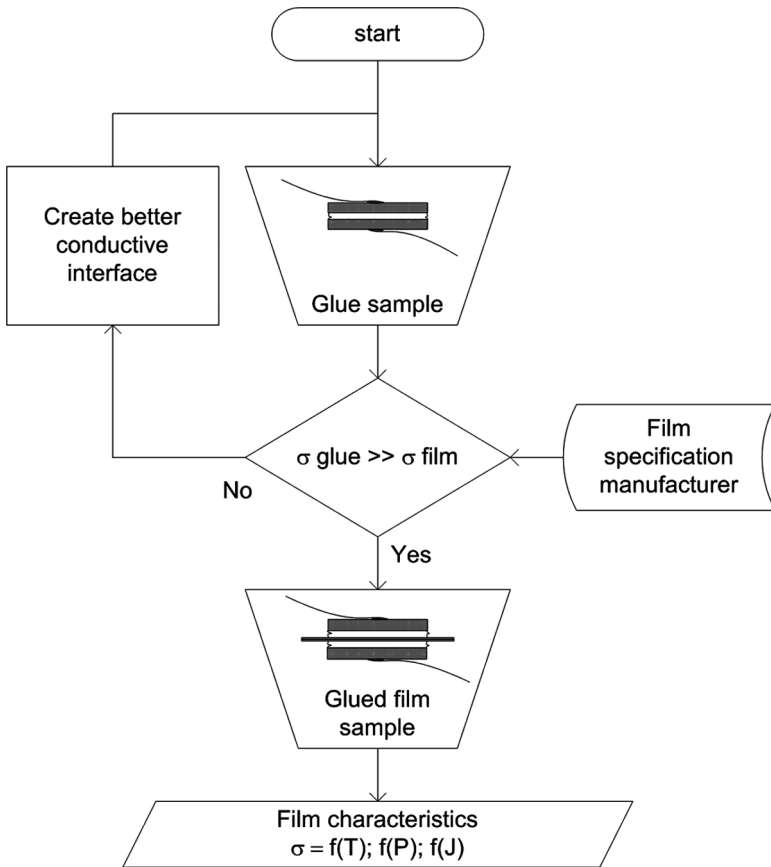 start
Create better
conductive
interface
Glue sample
σ glue >> σ film
Film
specification
manufacturer
No
Yes
Glued film
sample
Film characteristics
σ = f(T); f(P); f(J)